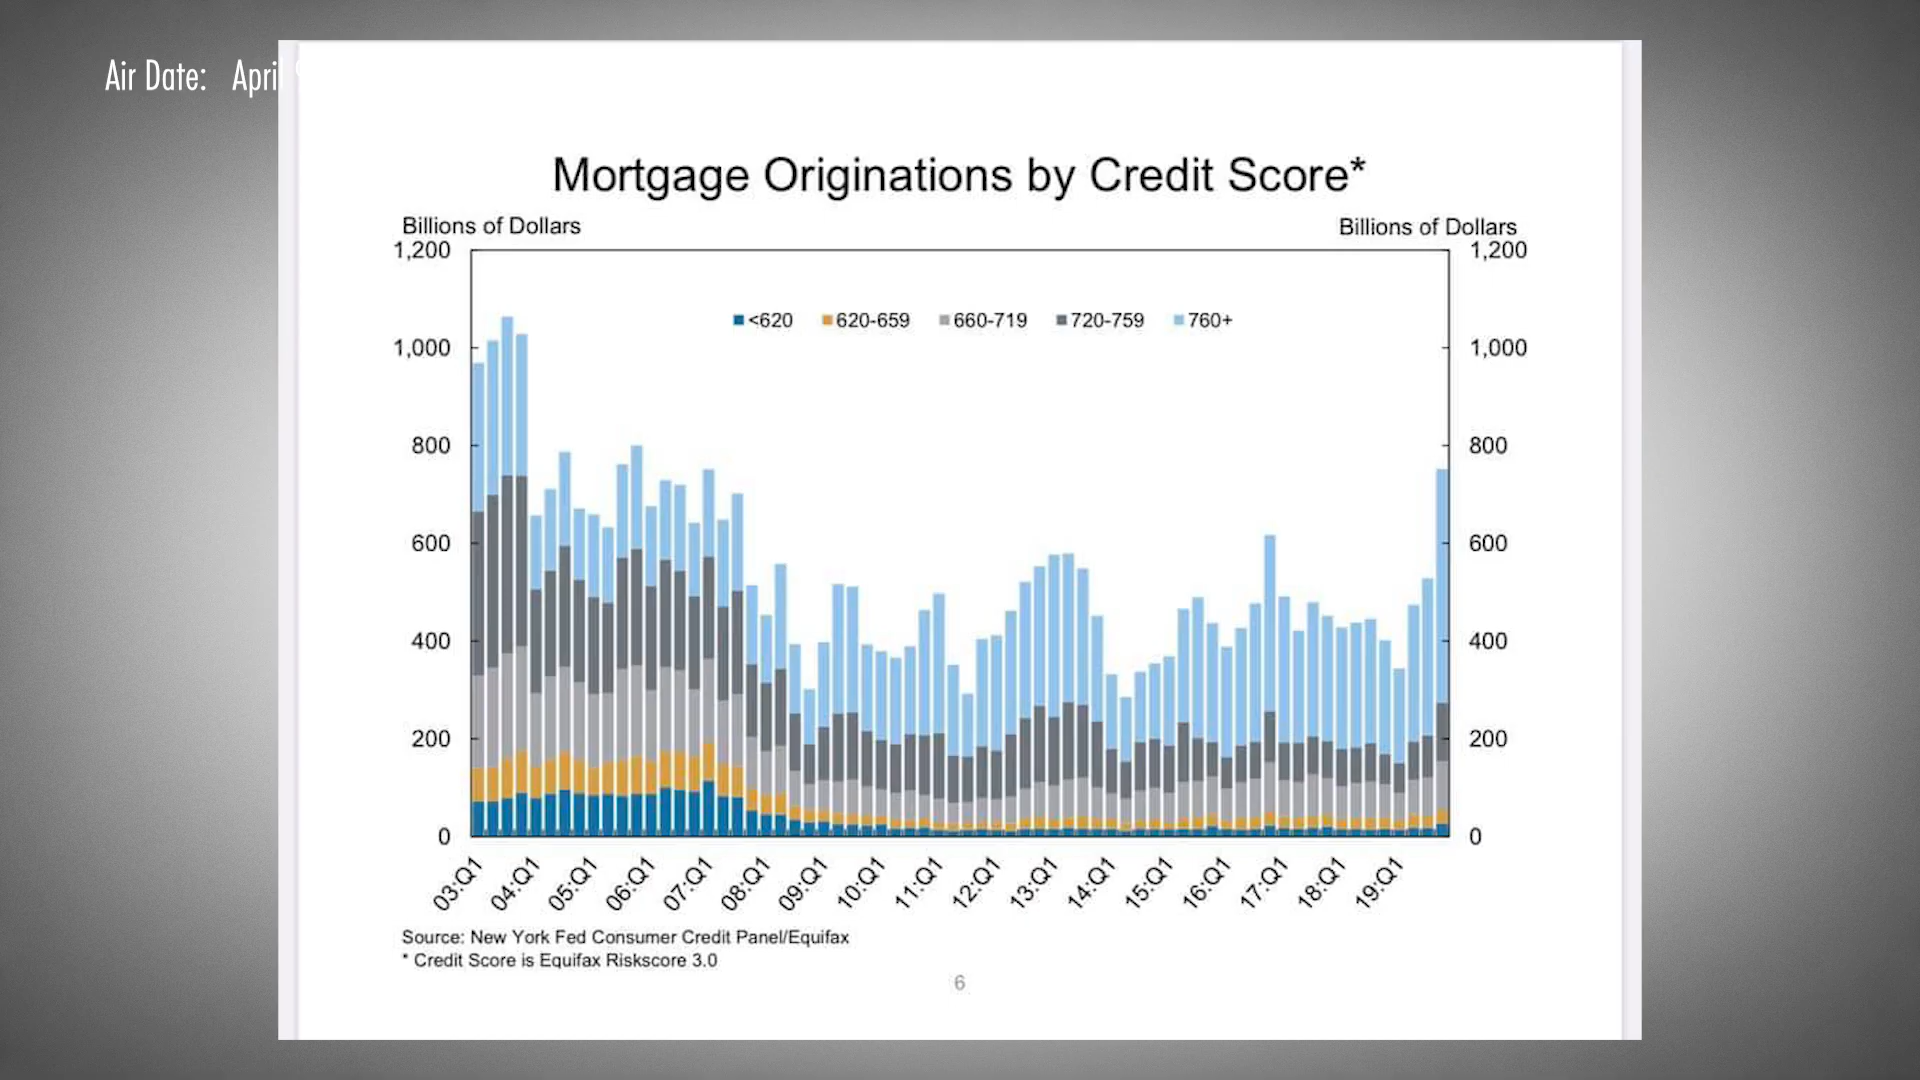 Air Date: April
Mortgage Originations by Credit Score*
Billions of Dollars
Billions of Dollars
1,200
1,200
<620
620-659
660-719
720-759
760+
1,000
1,000
800
800
600
600
400
400
200
200
0
0
03:Q1
04:Q1
05:Q1
06:Q1
07:Q1
08:Q1
09:Q1
10:Q1
11:Q1
12:Q1
13:Q1
14:Q1
15:Q1
16:Q1
17:Q1
18:Q1
19:Q1
Source: New York Fed Consumer Credit Panel/Equifax
* Credit Score is Equifax Riskscore 3.0
6